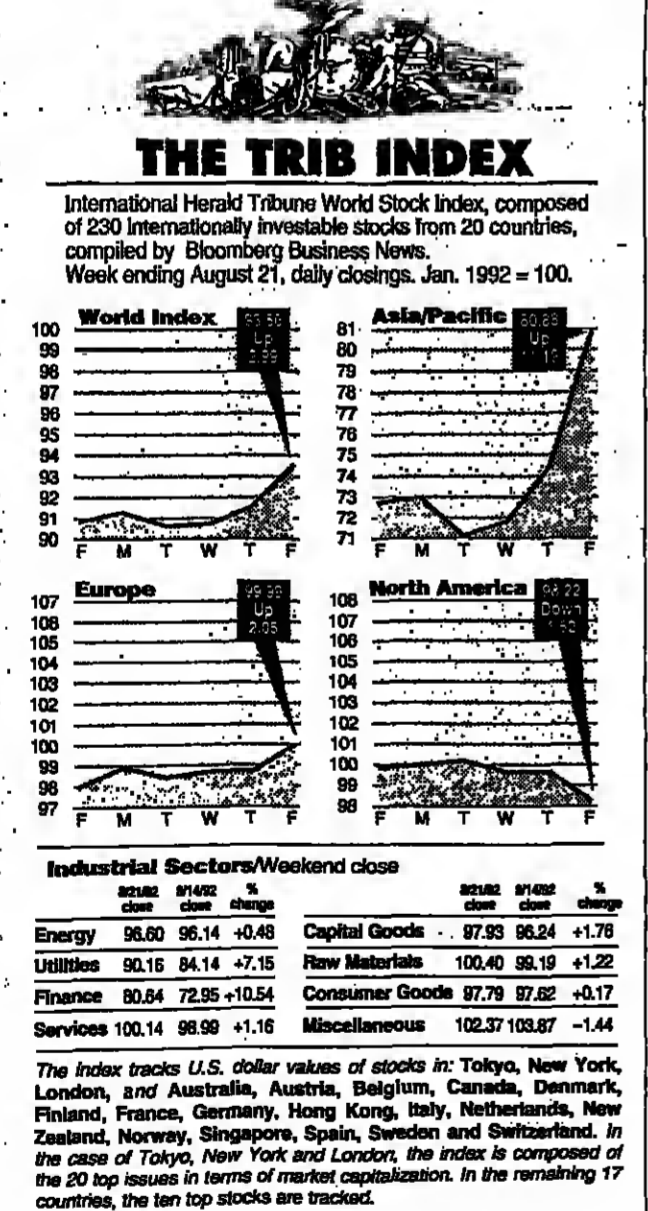 THE TRIB INDEX
International Herald Tribune World Stock Index, composed
of 230 internationally investable stocks from 20 countries,
compiled by Bloomberg Business News.
Week ending August 21, daily closings. Jan. 1992 = 100.
World Index
Up
100
99
98
97
96
95
94
93
92
91
90
F M T W T F
Asia/Pacific
Up
81
80
79
78
77
76
75
74
73
72
71
F M T W T F
Europe
99.99
Up
2.05
107
106
105
104
103
102
101
100
99
98
97
F M T W T F
North America
98.22
Down
108
107
106
105
104
103
102
101
100
99
98
F M T W T F
Industrial Sectors/Weekend close
8/21/92 close 8/14/92 close % change 8/21/92 close 8/14/92 close % change
Energy 96.60 96.14 +0.48 Capital Goods 97.93 96.24 +1.76
Utilities 90.16 84.14 +7.15 Raw Materials 100.40 99.19 +1.22
Finance 80.64 72.95 +10.54 Consumer Goods 97.79 97.62 +0.17
Services 100.14 98.99 +1.16 Miscellaneous 102.37 103.87 −1.44
The index tracks U.S. dollar values of stocks in: Tokyo, New York,
London, and Australia, Austria, Belgium, Canada, Denmark,
Finland, France, Germany, Hong Kong, Italy, Netherlands, New
Zealand, Norway, Singapore, Spain, Sweden and Switzerland. In
the case of Tokyo, New York and London, the index is composed of
the 20 top issues in terms of market capitalization. In the remaining 17
countries, the ten top stocks are tracked.